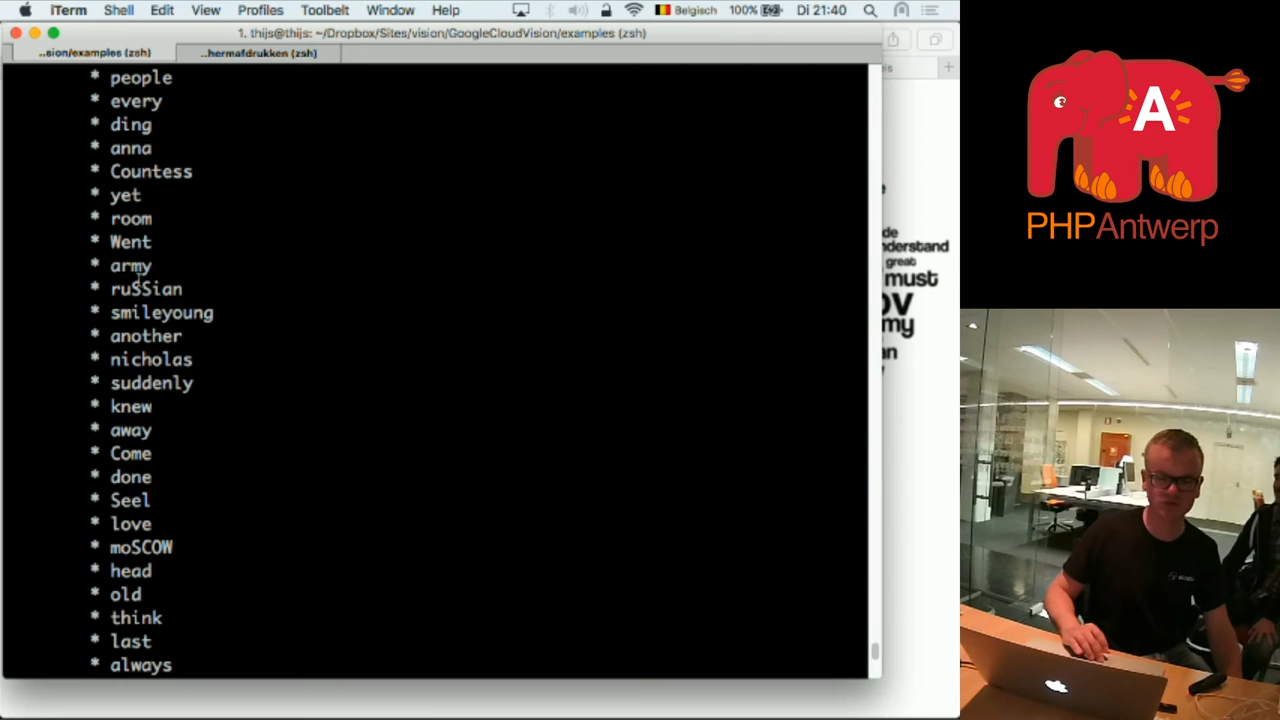 iTerm Shell Edit View Profiles Toolbelt Window Help Belgisch 100% Di 21:40
1. thijs@thijs: ~/Dropbox/Sites/vision/GoogleCloudVision/examples (zsh)
..sion/examples (zsh) ..hermafdrukken (zsh)
* people
* every
* ding
* anna
* Countess
* yet
* room
* Went
* army
* ruSSian
* smileyoung
* another
* nicholas
* suddenly
* knew
* away
* Come
* done
* Seel
* love
* moSCOW
* head
* old
* think
* last
* always
nderstand
great
must
ov
my
an
A
PHPAntwerp